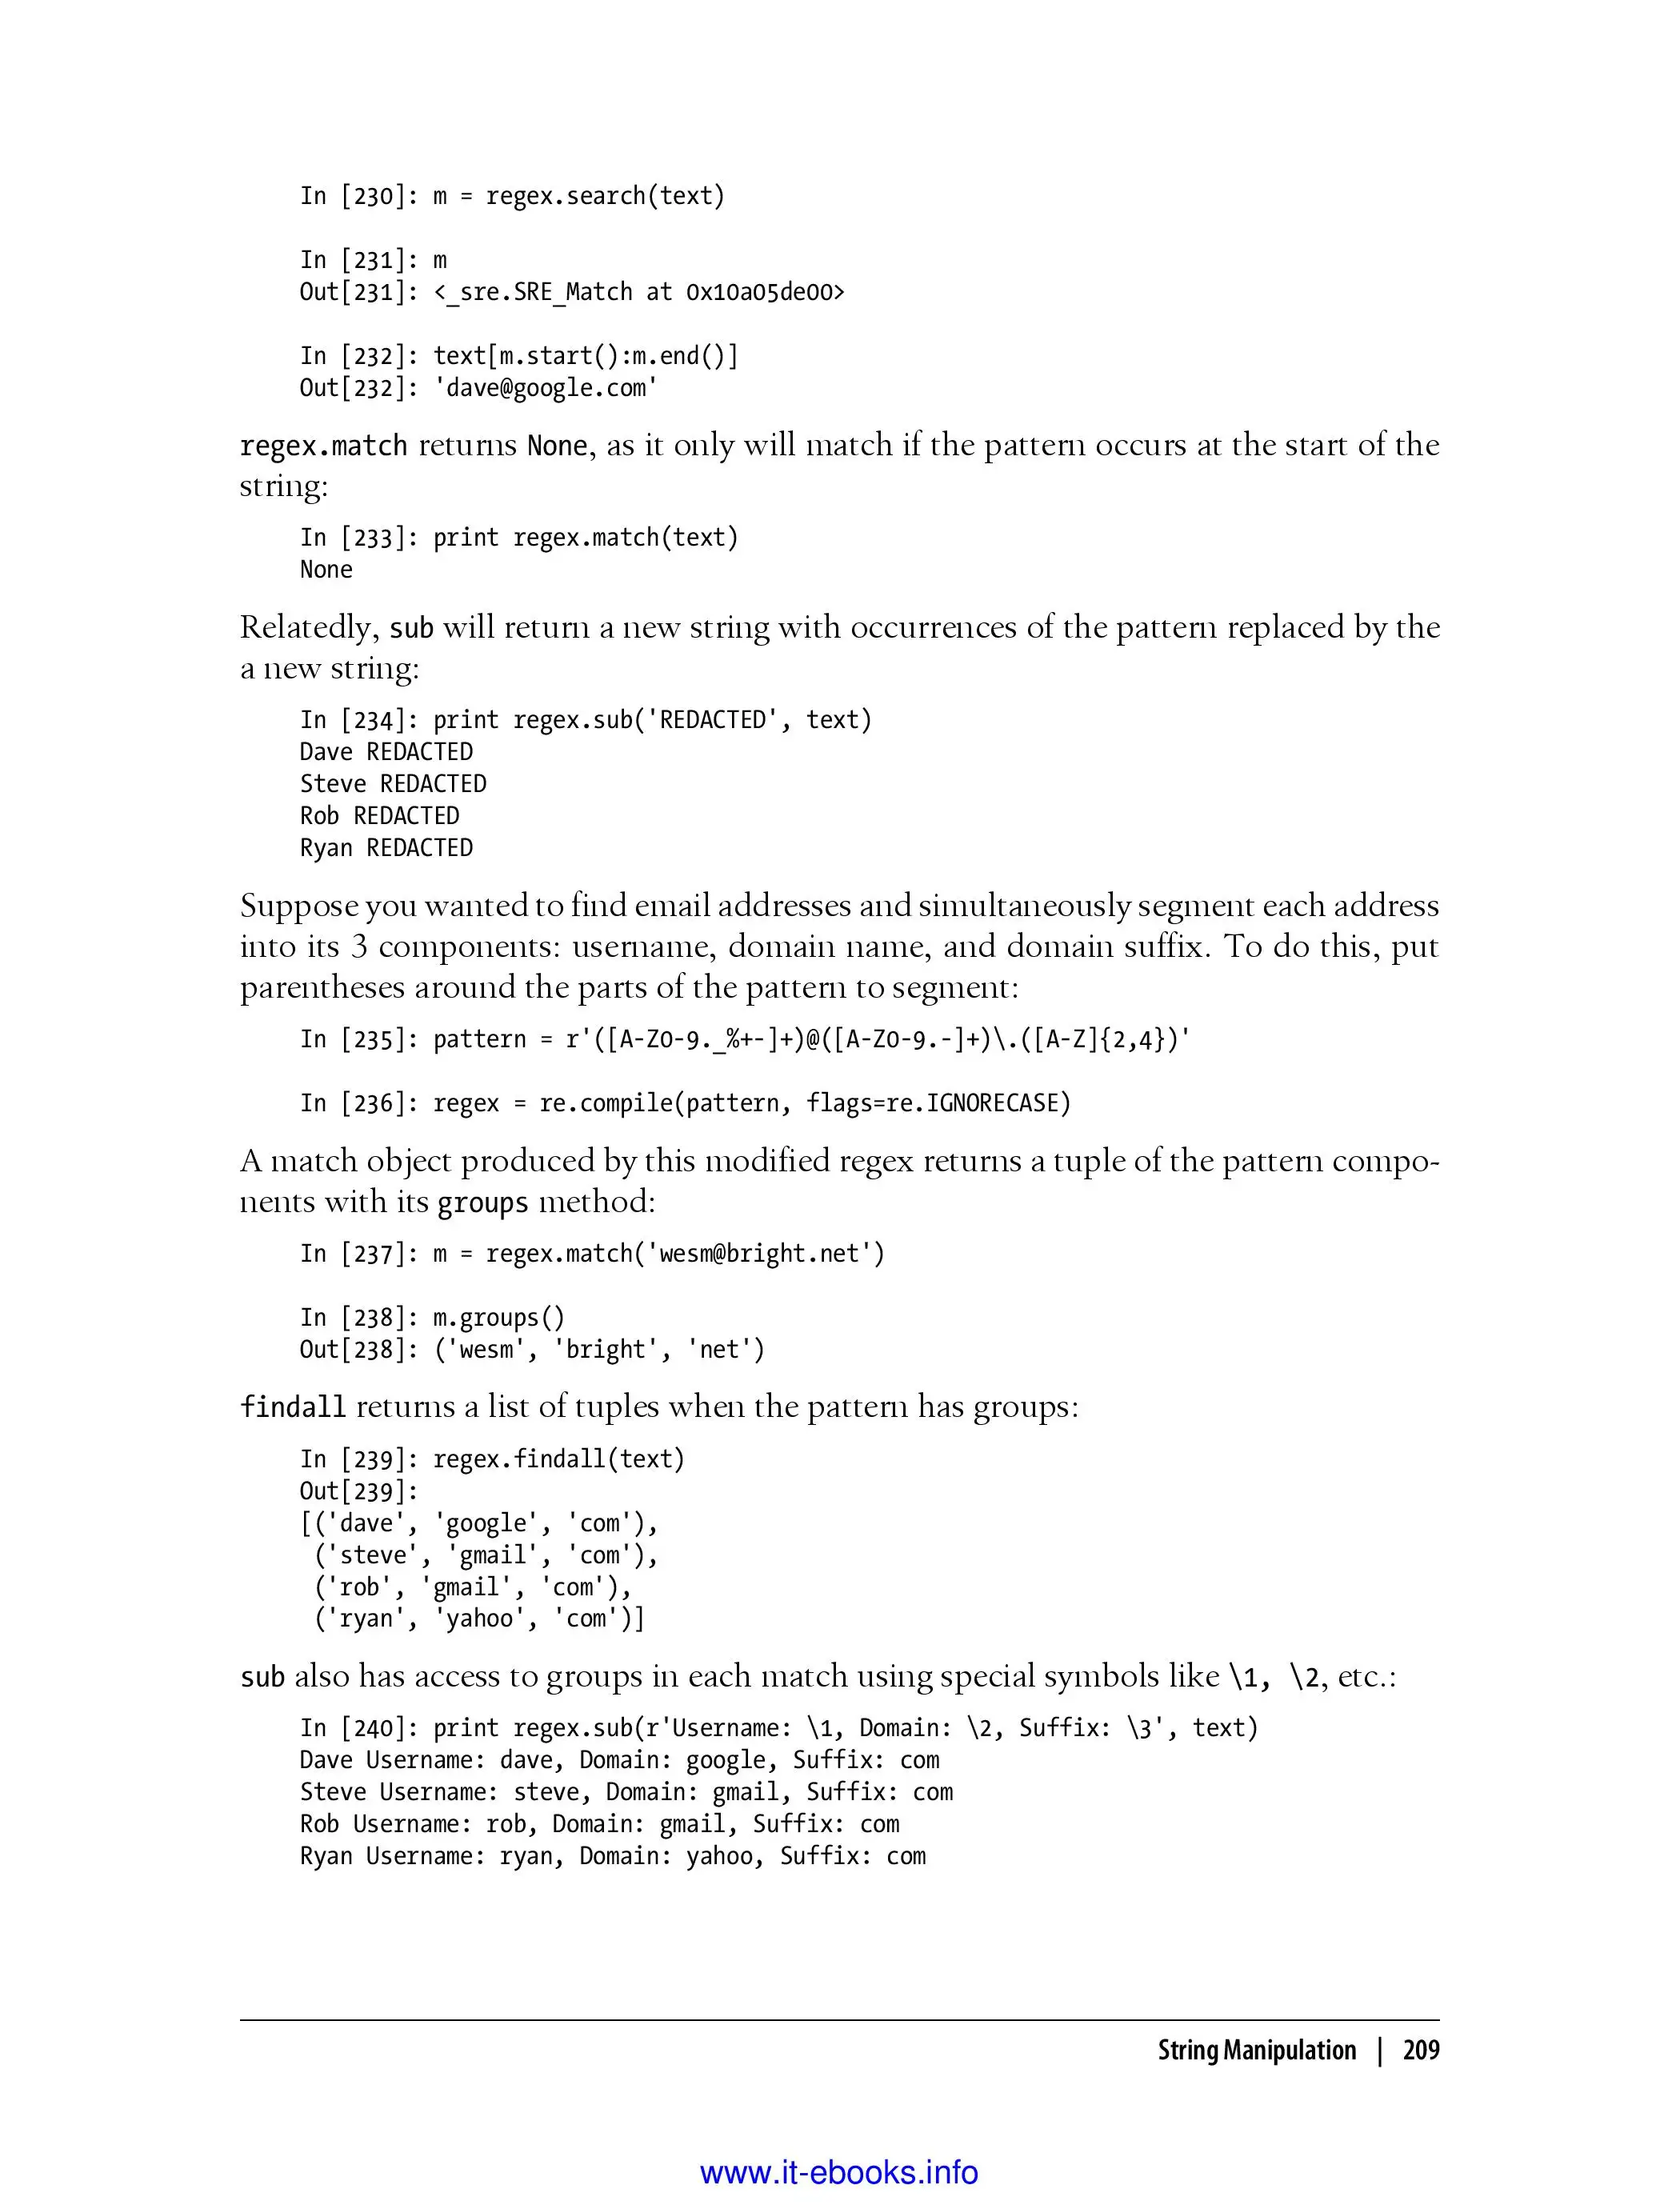 In [230]: m = regex.search(text)
In [231]: m
Out[231]: <_sre.SRE_Match at 0x10a05de00>
In [232]: text[m.start():m.end()]
Out[232]: 'dave@google.com'
regex.match returns None, as it only will match if the pattern occurs at the start of the
string:
In [233]: print regex.match(text)
None
Relatedly, sub will return a new string with occurrences of the pattern replaced by the
a new string:
In [234]: print regex.sub('REDACTED', text)
Dave REDACTED
Steve REDACTED
Rob REDACTED
Ryan REDACTED
Suppose you wanted to find email addresses and simultaneously segment each address
into its 3 components: username, domain name, and domain suffix. To do this, put
parentheses around the parts of the pattern to segment:
In [235]: pattern = r'([A-Z0-9._%+-]+)@([A-Z0-9.-]+)\.([A-Z]{2,4})'
In [236]: regex = re.compile(pattern, flags=re.IGNORECASE)
A match object produced by this modified regex returns a tuple of the pattern compo-
nents with its groups method:
In [237]: m = regex.match('wesm@bright.net')
In [238]: m.groups()
Out[238]: ('wesm', 'bright', 'net')
findall returns a list of tuples when the pattern has groups:
In [239]: regex.findall(text)
Out[239]:
[('dave', 'google', 'com'),
('steve', 'gmail', 'com'),
('rob', 'gmail', 'com'),
('ryan', 'yahoo', 'com')]
sub also has access to groups in each match using special symbols like \1, \2, etc.:
In [240]: print regex.sub(r'Username: \1, Domain: \2, Suffix: \3', text)
Dave Username: dave, Domain: google, Suffix: com
Steve Username: steve, Domain: gmail, Suffix: com
Rob Username: rob, Domain: gmail, Suffix: com
Ryan Username: ryan, Domain: yahoo, Suffix: com
String Manipulation | 209
www.it-ebooks.info